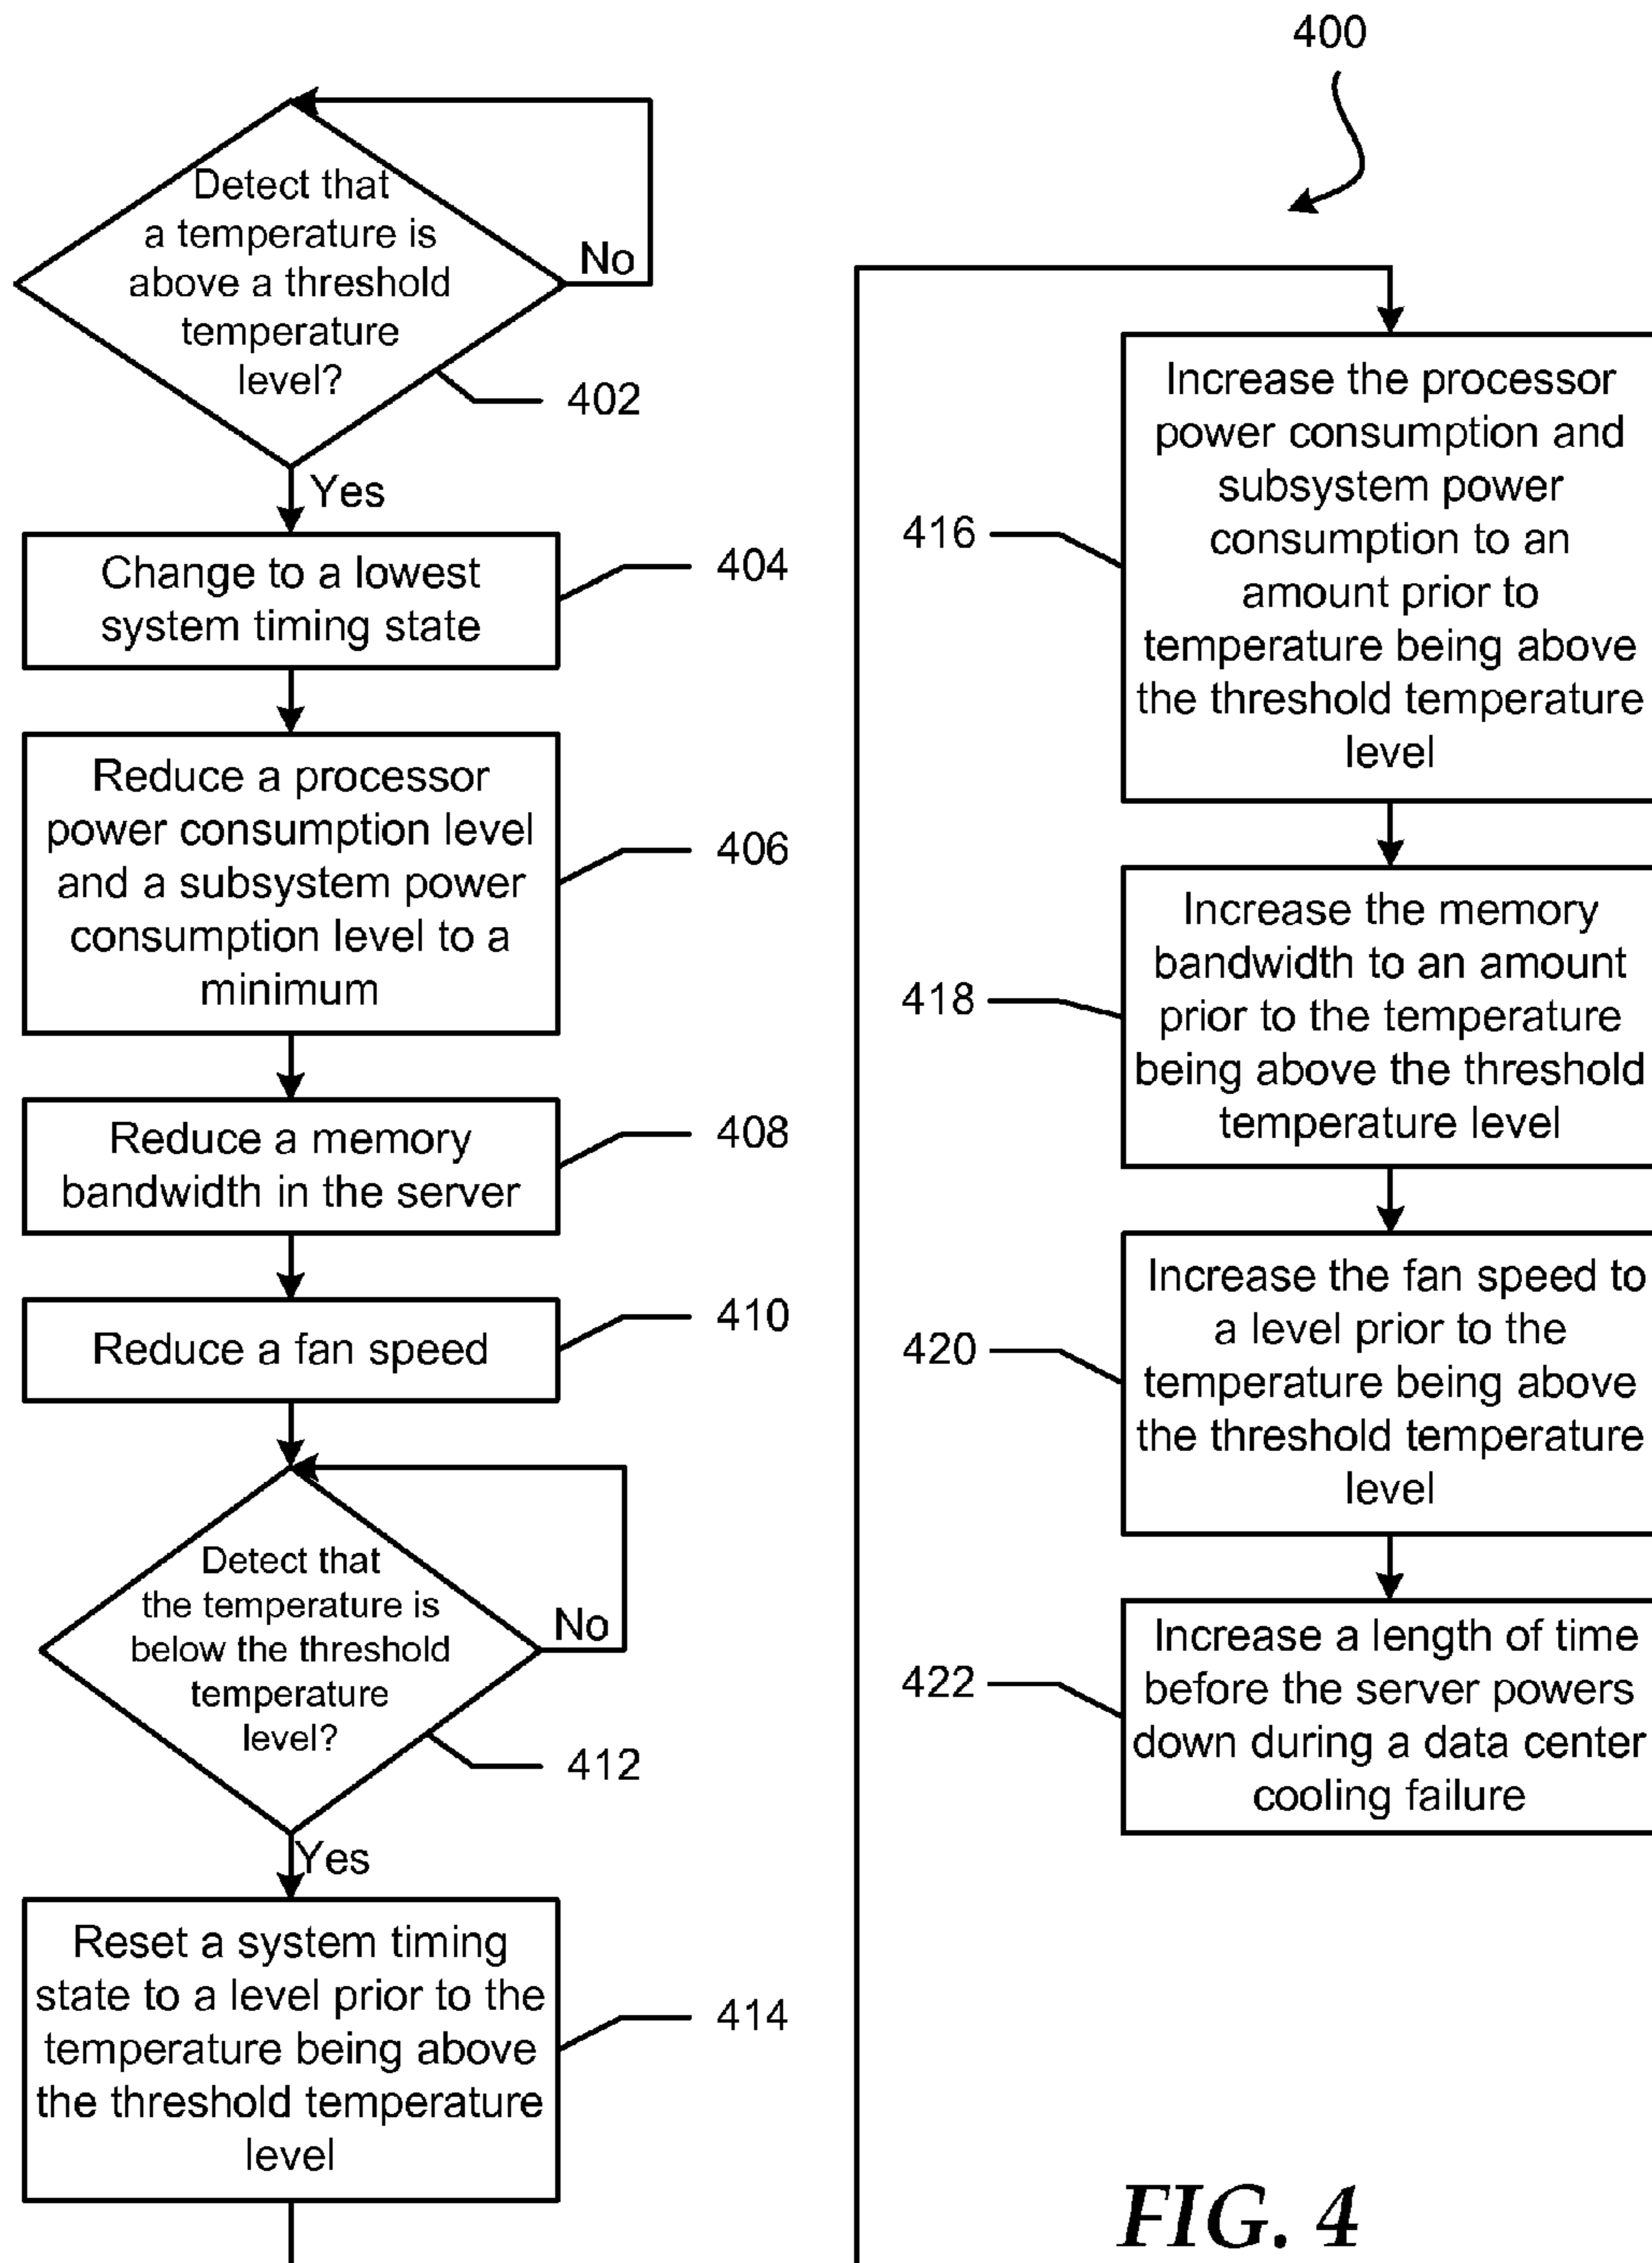 400
Detect that
a temperature is
above a threshold
temperature
level?
No
402
Yes
Change to a lowest
system timing state
404
Reduce a processor
power consumption level
and a subsystem power
consumption level to a
minimum
406
Reduce a memory
bandwidth in the server
408
Reduce a fan speed
410
Detect that
the temperature is
below the threshold
temperature
level?
No
412
Yes
Reset a system timing
state to a level prior to the
temperature being above
the threshold temperature
level
414
Increase the processor
power consumption and
subsystem power
consumption to an
amount prior to
temperature being above
the threshold temperature
level
416
Increase the memory
bandwidth to an amount
prior to the temperature
being above the threshold
temperature level
418
Increase the fan speed to
a level prior to the
temperature being above
the threshold temperature
level
420
Increase a length of time
before the server powers
down during a data center
cooling failure
422
FIG. 4